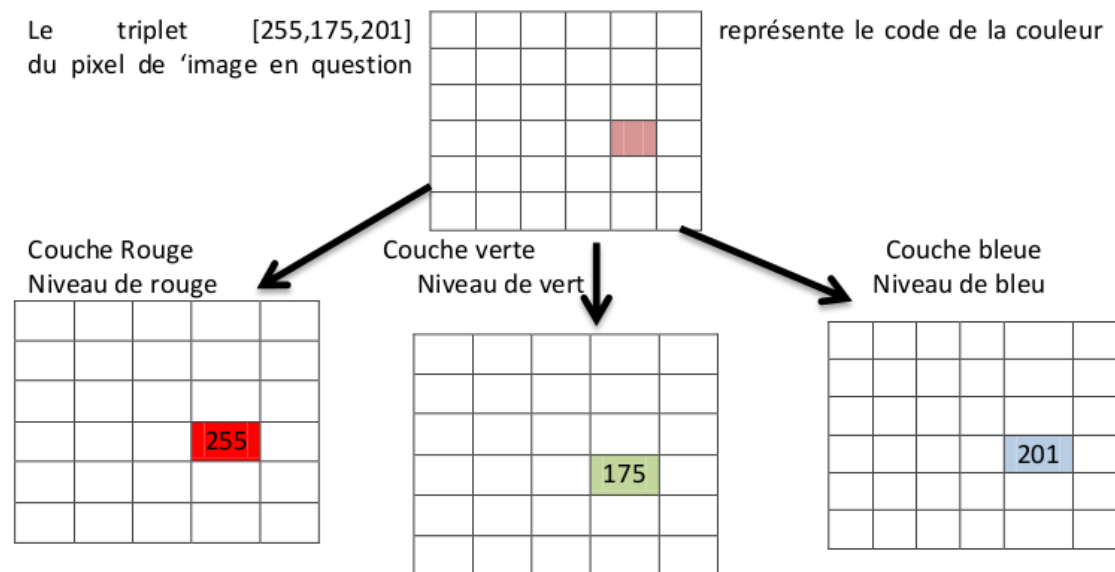 Le triplet [255,175,201] représente le code de la couleur
du pixel de ‘image en question
Couche Rouge
Niveau de rouge
Couche verte
Niveau de vert
Couche bleue
Niveau de bleu
255
175
201